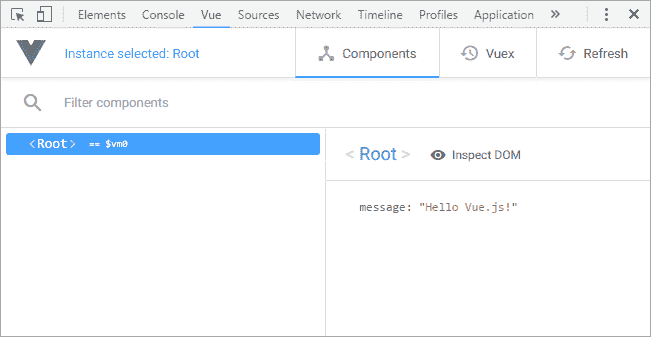 Elements Console Vue Sources Network Timeline Profiles Application »
Instance selected: Root Components Vuex Refresh
Filter components
<Root> == $vm0
< Root > Inspect DOM
message: "Hello Vue.js!"